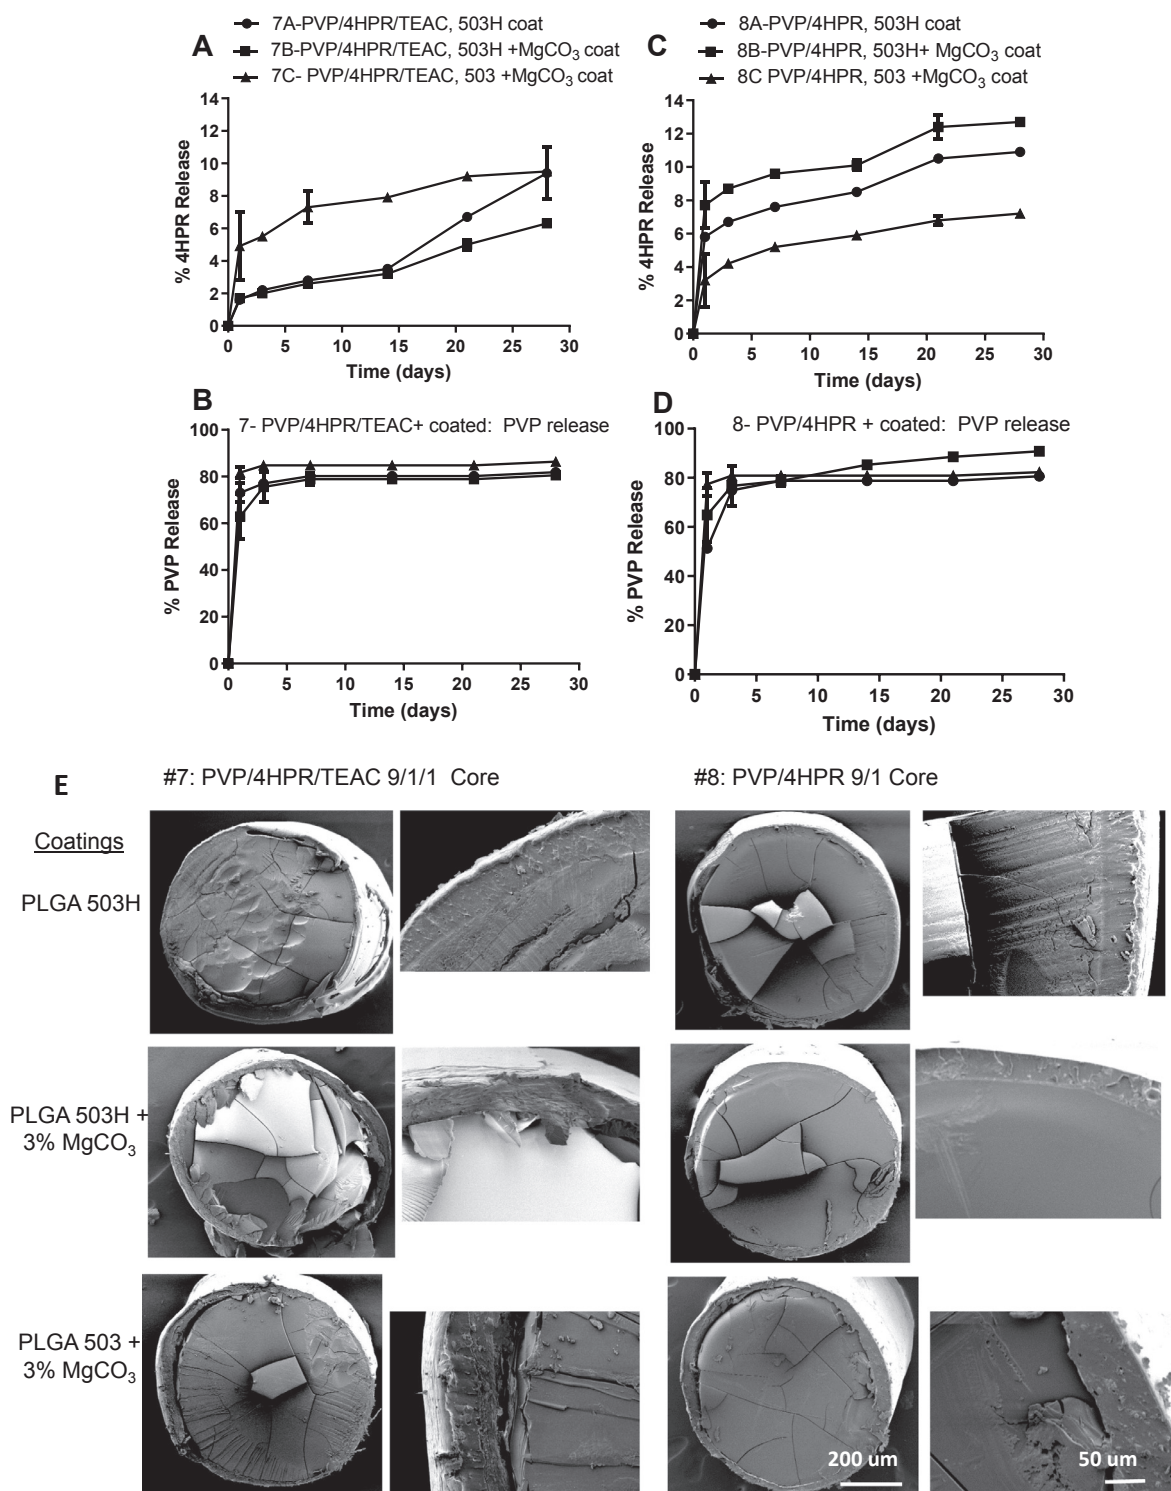 A
7A-PVP/4HPR/TEAC, 503H coat
7B-PVP/4HPR/TEAC, 503H +MgCO3 coat
7C- PVP/4HPR/TEAC, 503 +MgCO3 coat
% 4HPR Release
14
12
10
8
6
4
2
0
0 5 10 15 20 25 30
Time (days)
C
8A-PVP/4HPR, 503H coat
8B-PVP/4HPR, 503H+ MgCO3 coat
8C PVP/4HPR, 503 +MgCO3 coat
% 4HPR Release
14
12
10
8
6
4
2
0
0 5 10 15 20 25 30
Time (days)
B
7- PVP/4HPR/TEAC+ coated: PVP release
% PVP Release
100
80
60
40
20
0
0 5 10 15 20 25 30
Time (days)
D
8- PVP/4HPR + coated: PVP release
% PVP Release
100
80
60
40
20
0
0 5 10 15 20 25 30
Time (days)
E
#7: PVP/4HPR/TEAC 9/1/1 Core
#8: PVP/4HPR 9/1 Core
Coatings
PLGA 503H
PLGA 503H +
3% MgCO3
PLGA 503 +
3% MgCO3
200 um
50 um